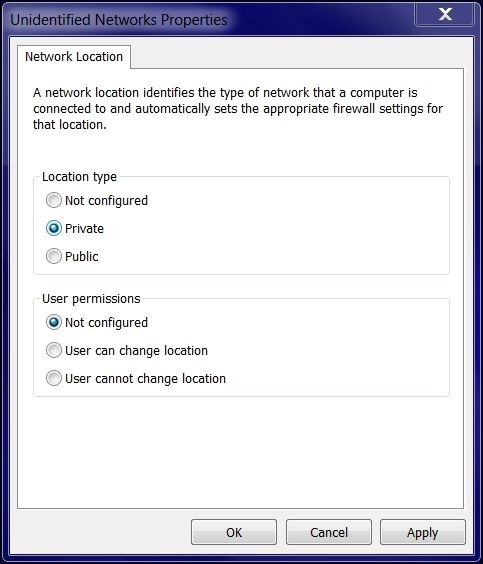 Unidentified Networks Properties
X
Network Location
A network location identifies the type of network that a computer is
connected to and automatically sets the appropriate firewall settings for
that location.
Location type
Not configured
Private
Public
User permissions
Not configured
User can change location
User cannot change location
OK Cancel Apply